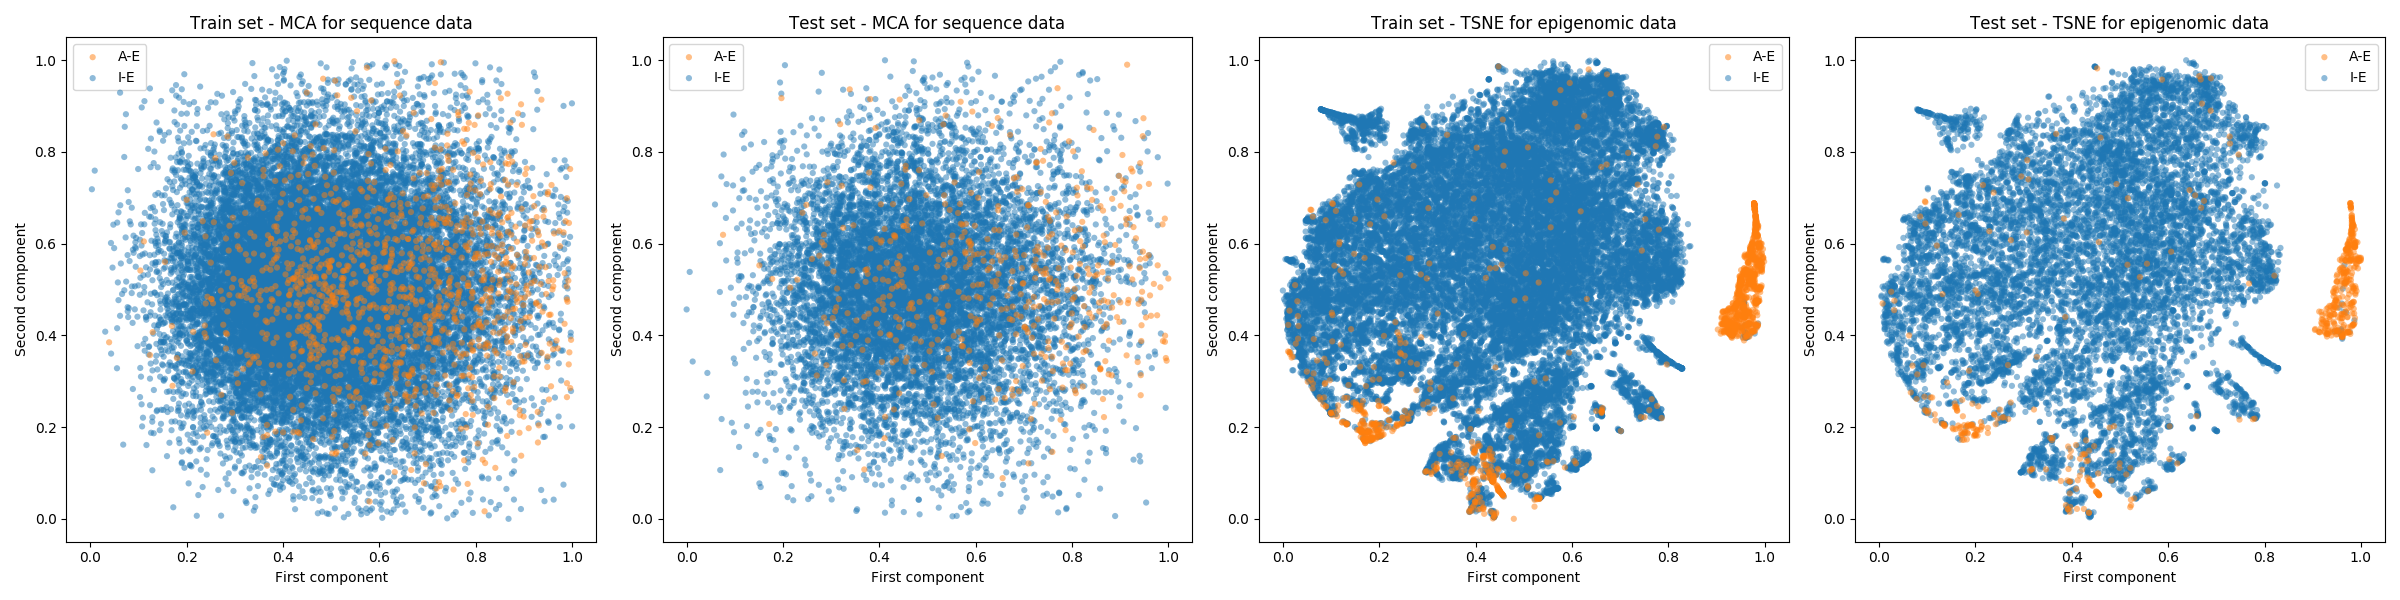 Train set - MCA for sequence data
A-E
I-E
1.0
0.8
0.6
0.4
0.2
0.0
Second component
0.0 0.2 0.4 0.6 0.8 1.0
First component
Test set - MCA for sequence data
A-E
I-E
1.0
0.8
0.6
0.4
0.2
0.0
Second component
0.0 0.2 0.4 0.6 0.8 1.0
First component
Train set - TSNE for epigenomic data
A-E
I-E
1.0
0.8
0.6
0.4
0.2
0.0
Second component
0.0 0.2 0.4 0.6 0.8 1.0
First component
Test set - TSNE for epigenomic data
A-E
I-E
1.0
0.8
0.6
0.4
0.2
0.0
Second component
0.0 0.2 0.4 0.6 0.8 1.0
First component